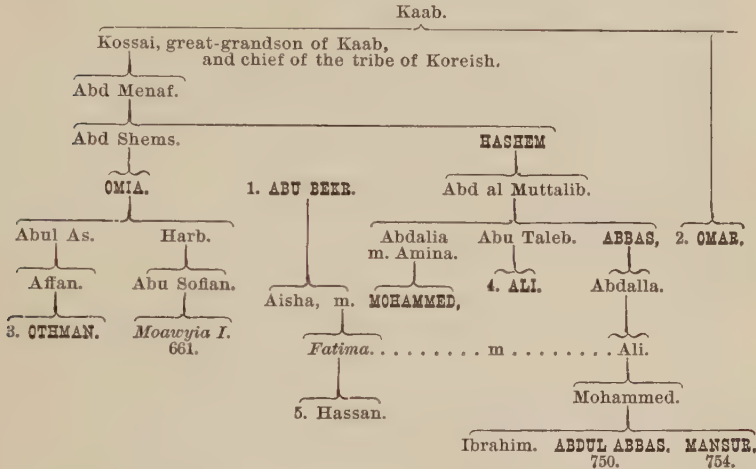 Kaab.
Kossai, great-grandson of Kaab,
and chief of the tribe of Koreish.
Abd Menaf.
Abd Shems. HASHEM
OMIA. 1. ABU BEKR. Abd al Muttalib.
Abul As. Harb. Abdalia Abu Taleb. ABBAS, 2. OMAR,
m. Amina.
Affan. Abu Sofian. Aisha, m. MOHAMMED, 4. ALI. Abdalla.
3. OTHMAN. Moawyia I.
661. Fatima. . . . . . . . . m . . . . . . . . . Ali.
5. Hassan. Mohammed.
Ibrahim. ABDUL ABBAS. MANSUR.
750. 754.